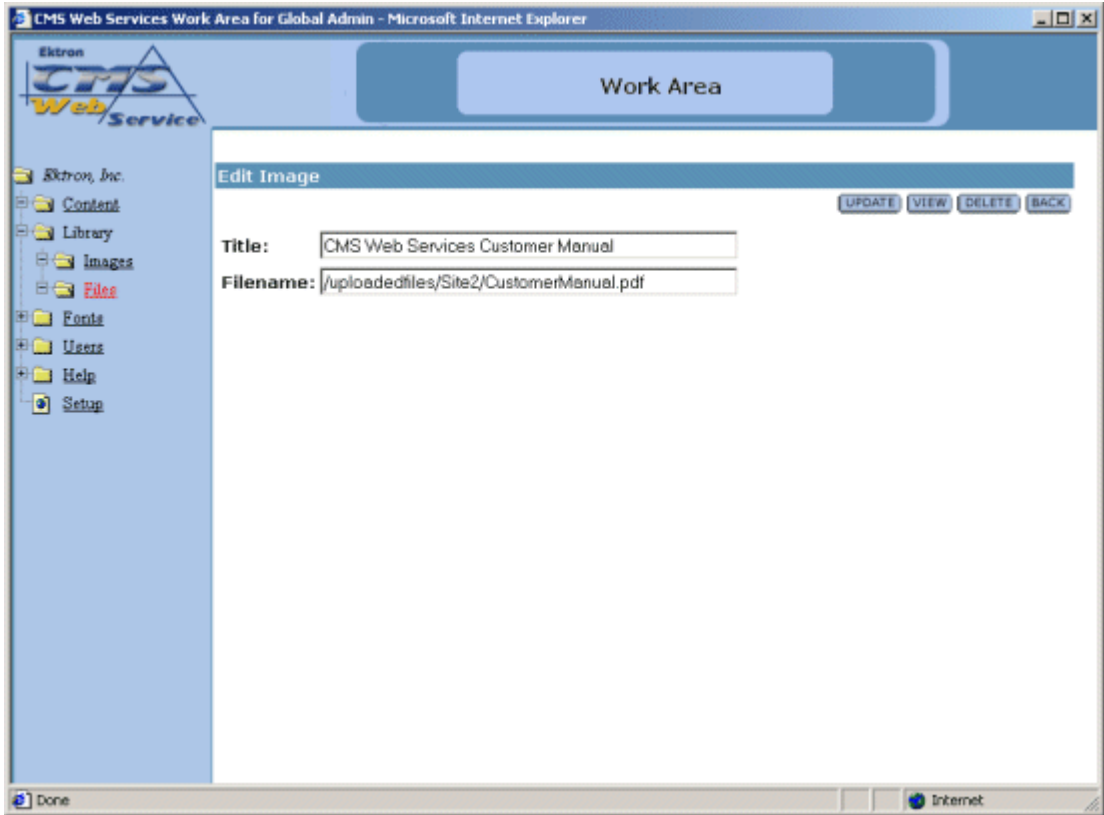 CMS Web Services Work Area for Global Admin - Microsoft Internet Explorer
Ektron
CMS
Web
Service
Work Area
Ektron, Inc.
Content
Library
Images
Files
Fonts
Users
Help
Setup
Edit Image
UPDATE VIEW DELETE BACK
Title: CMS Web Services Customer Manual
Filename: /uploadedfiles/Site2/CustomerManual.pdf
Done Internet